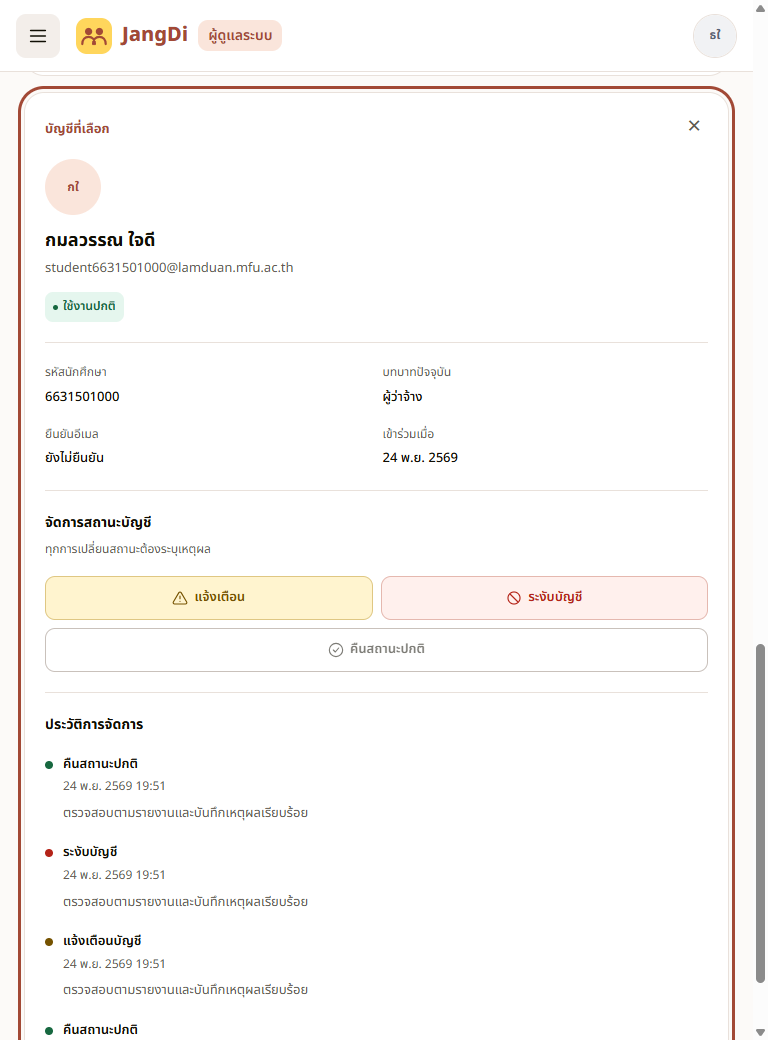 JangDi
ผู้ดูแลระบบ
ธใ
บัญชีที่เลือก
กใ
กมลวรรณ ใจดี
student6631501000@lamduan.mfu.ac.th
ใช้งานปกติ
รหัสนักศึกษา
บทบาทปัจจุบัน
6631501000
ผู้ว่าจ้าง
ยืนยันอีเมล
เข้าร่วมเมื่อ
ยังไม่ยืนยัน
24 พ.ย. 2569
จัดการสถานะบัญชี
ทุกการเปลี่ยนสถานะต้องระบุเหตุผล
แจ้งเตือน
ระงับบัญชี
คืนสถานะปกติ
ประวัติการจัดการ
คืนสถานะปกติ
24 พ.ย. 2569 19:51
ตรวจสอบตามรายงานและบันทึกเหตุผลเรียบร้อย
ระงับบัญชี
24 พ.ย. 2569 19:51
ตรวจสอบตามรายงานและบันทึกเหตุผลเรียบร้อย
แจ้งเตือนบัญชี
24 พ.ย. 2569 19:51
ตรวจสอบตามรายงานและบันทึกเหตุผลเรียบร้อย
คืนสถานะปกติ